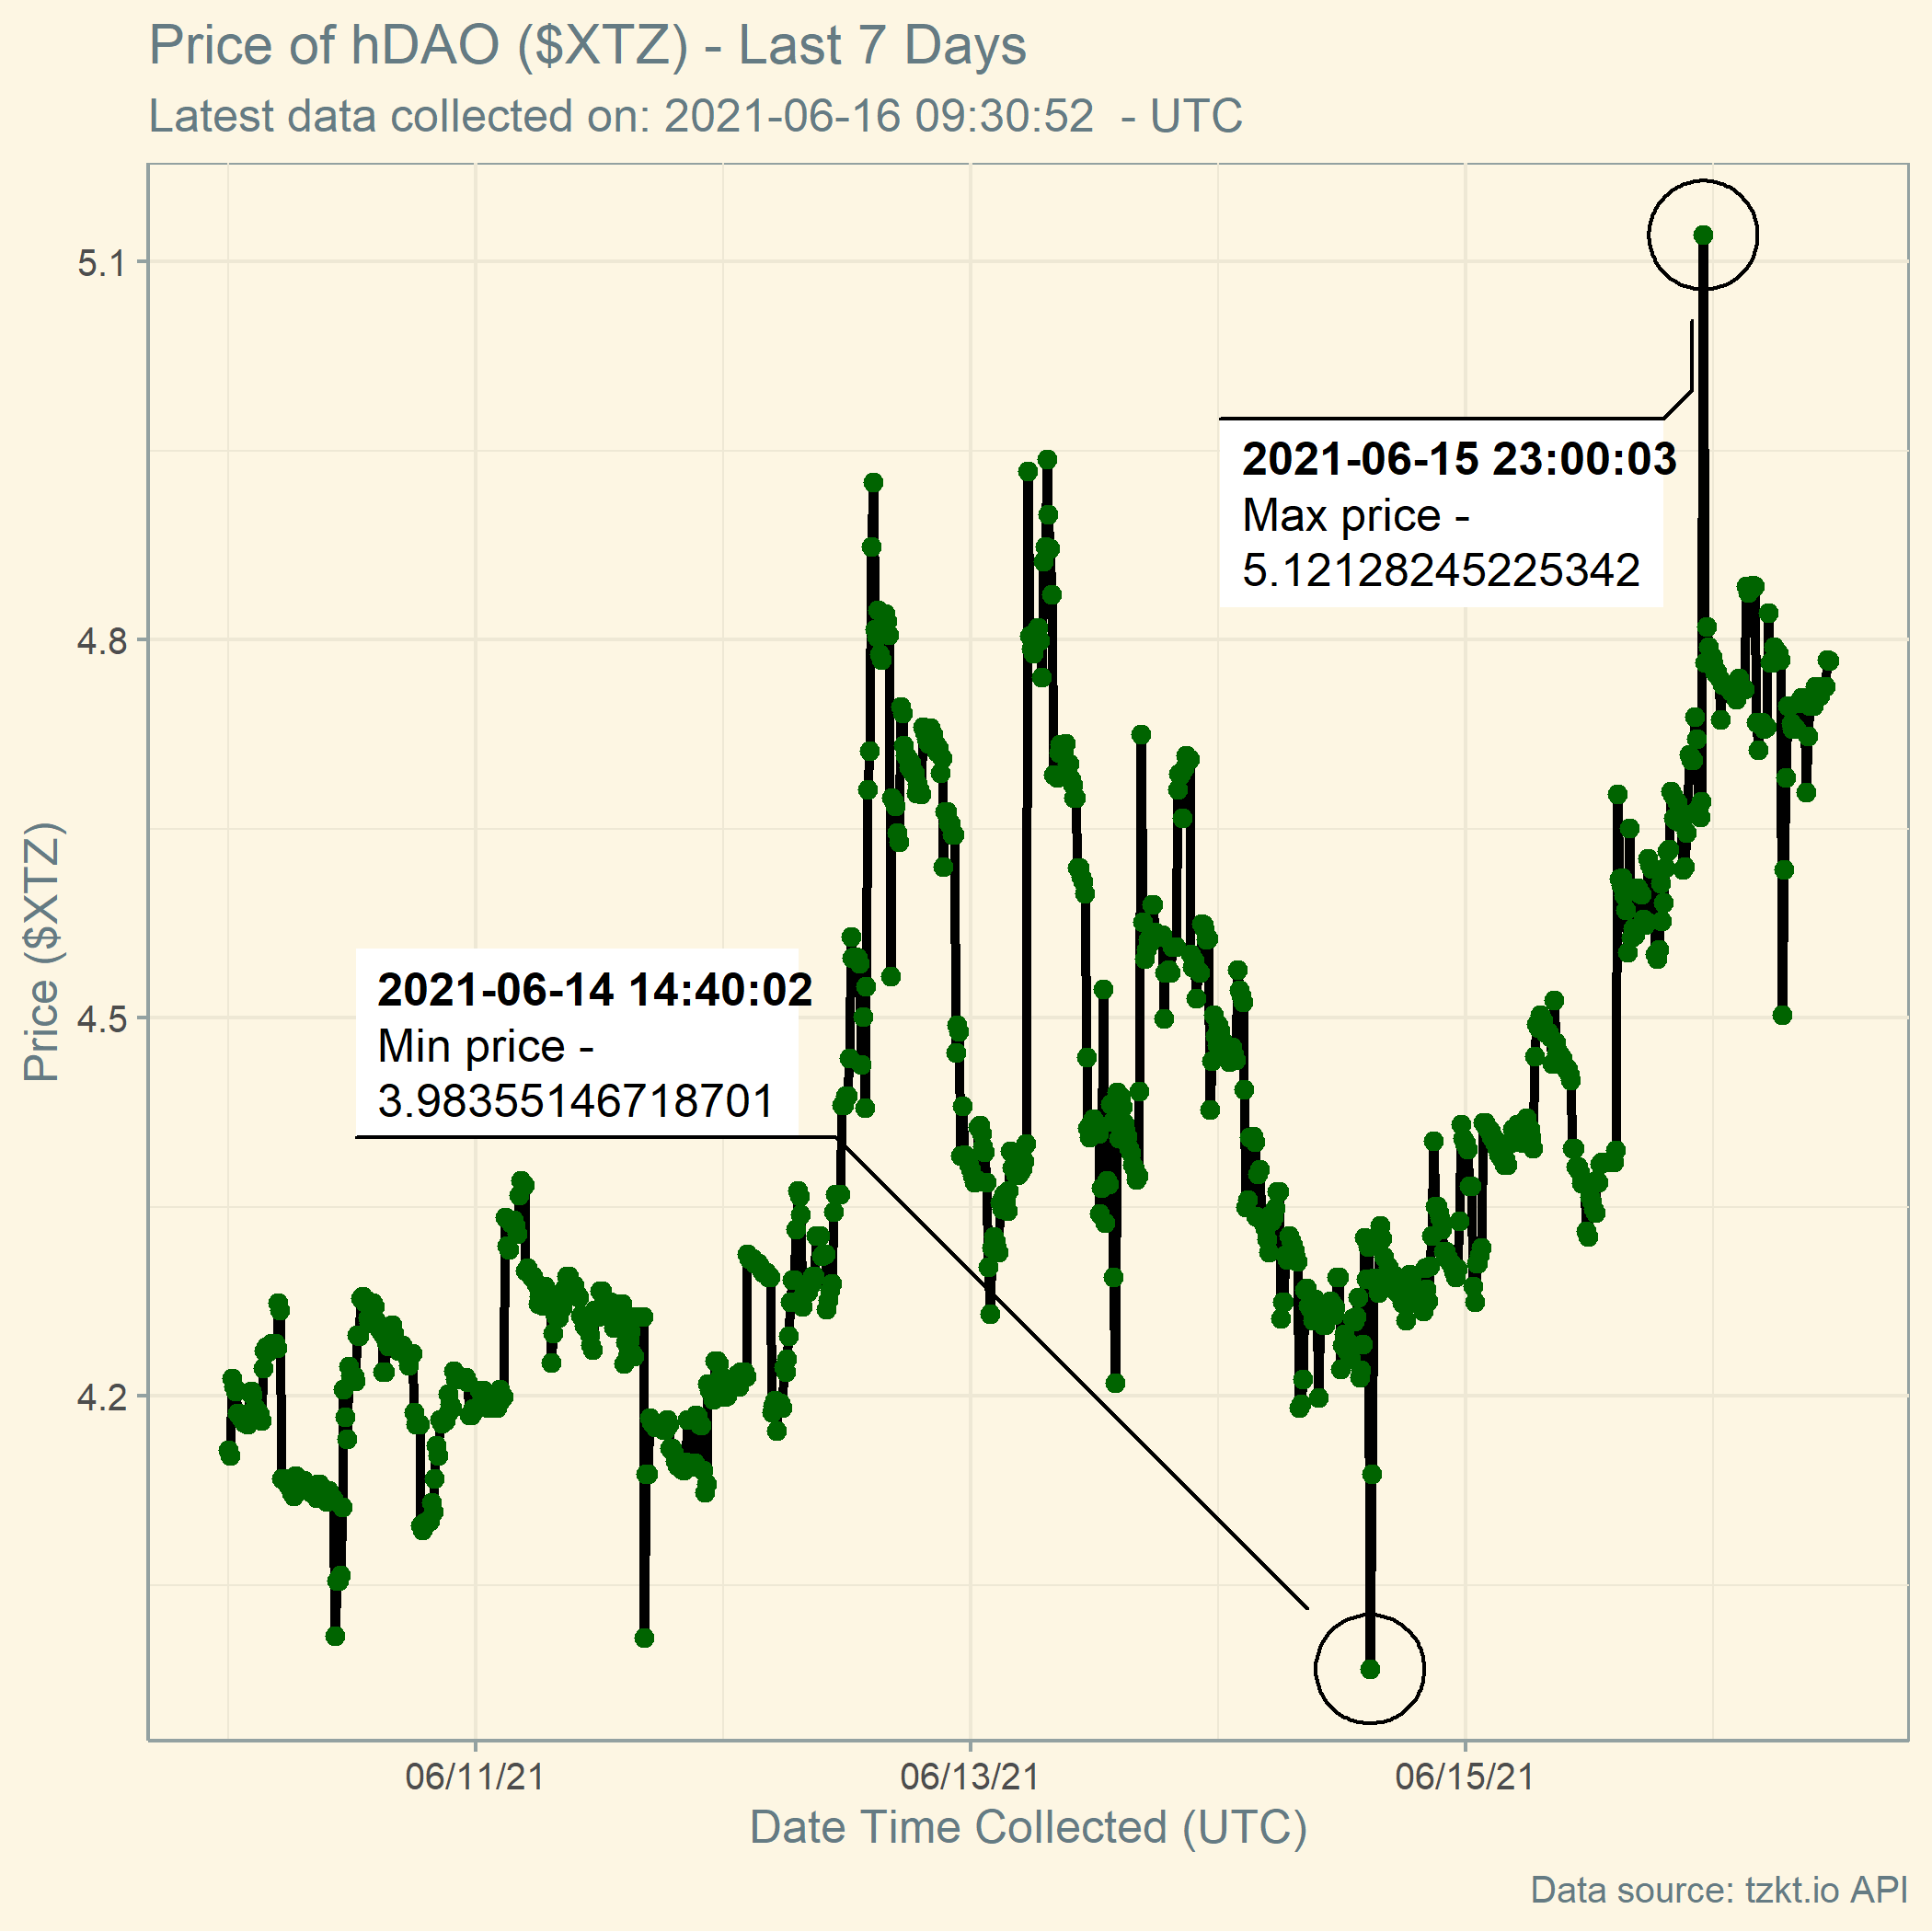 Price of hDAO ($XTZ) - Last 7 Days
Latest data collected on: 2021-06-16 09:30:52  - UTC
5.1
4.8
4.5
4.2
Price ($XTZ)
2021-06-15 23:00:03
Max price -
5.12128245225342
2021-06-14 14:40:02
Min price -
3.98355146718701
06/11/21
06/13/21
06/15/21
Date Time Collected (UTC)
Data source: tzkt.io API